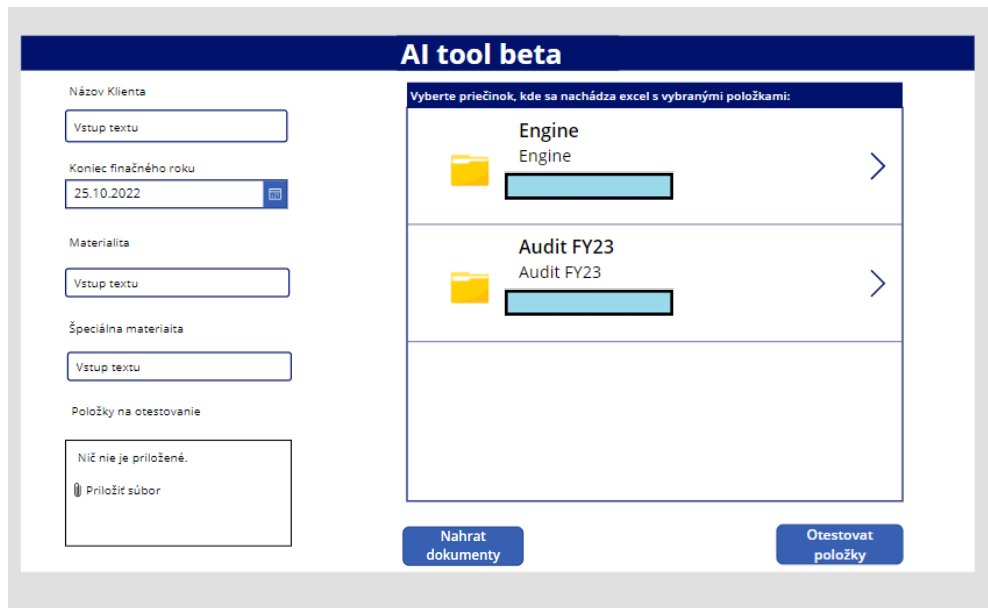 AI tool beta
Názov Klienta
Vstup textu
Koniec finačného roku
25.10.2022
Materialita
Vstup textu
Špeciálna materiaita
Vstup textu
Položky na otestovanie
Nič nie je priložené.
Priložiť súbor
Vyberte priečinok, kde sa nachádza excel s vybranými položkami:
Engine
Engine
Audit FY23
Audit FY23
Nahrat
dokumenty
Otestovat
položky